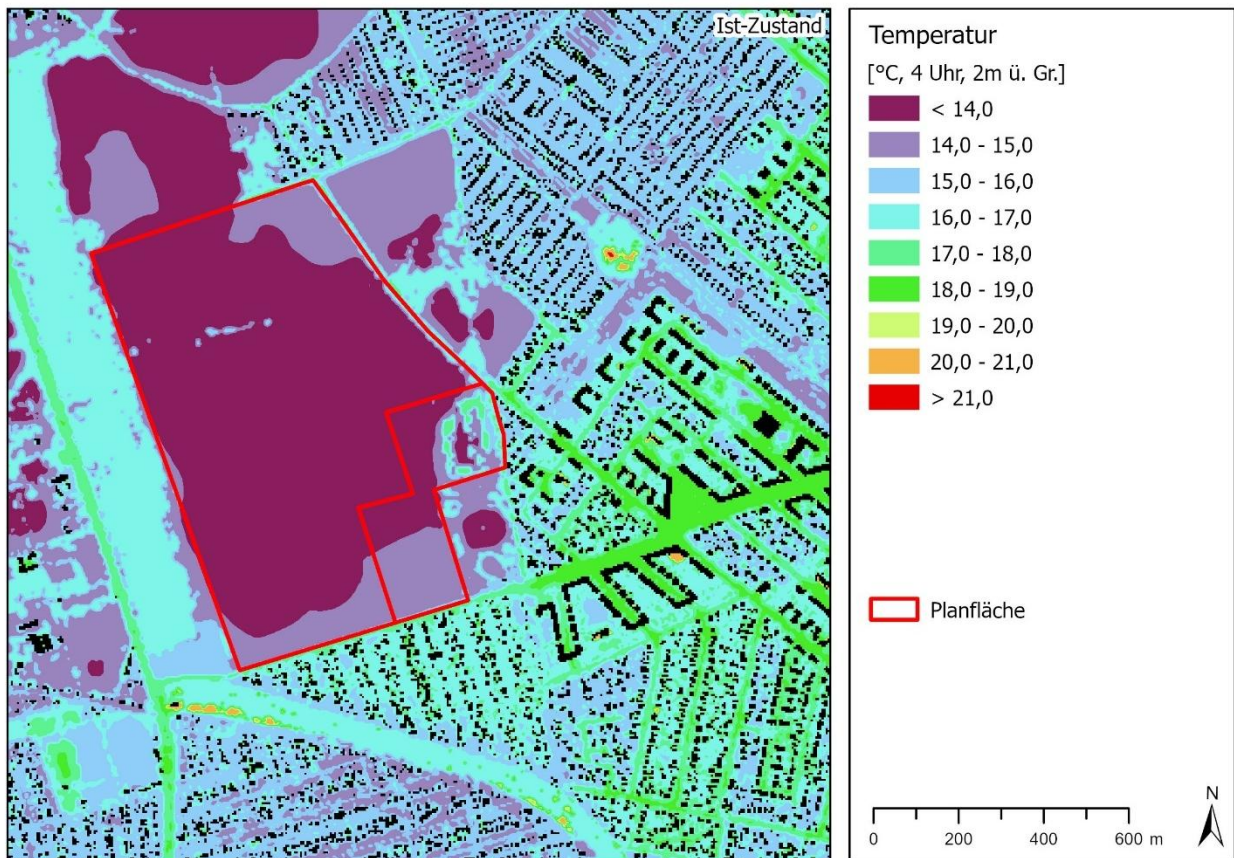 Ist-Zustand
Temperatur
[°C, 4 Uhr, 2m ü. Gr.]
< 14,0
14,0 - 15,0
15,0 - 16,0
16,0 - 17,0
17,0 - 18,0
18,0 - 19,0
19,0 - 20,0
20,0 - 21,0
> 21,0
Planfläche
N
0 200 400 600 m